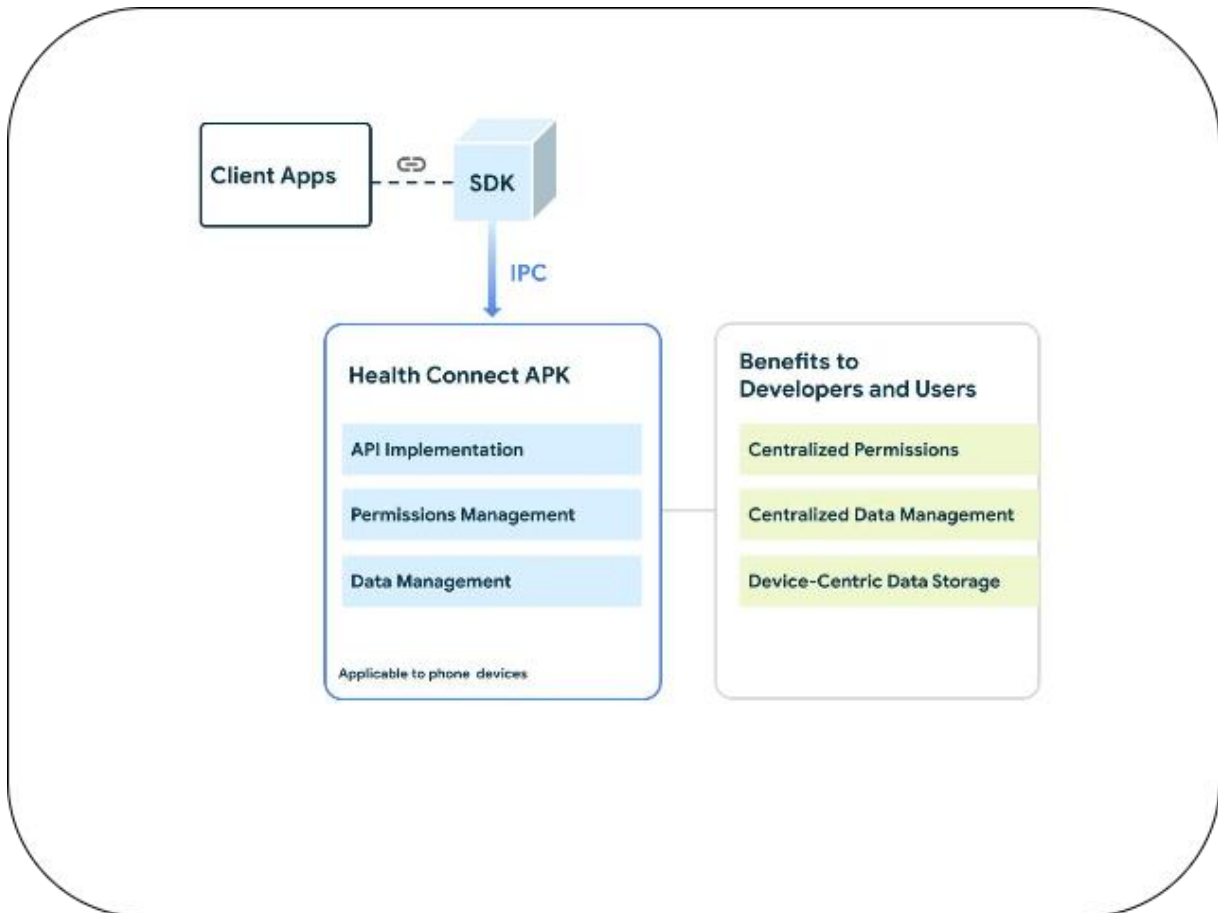 Client Apps
SDK
IPC
Health Connect APK
API Implementation
Permissions Management
Data Management
Applicable to phone devices
Benefits to
Developers and Users
Centralized Permissions
Centralized Data Management
Device-Centric Data Storage